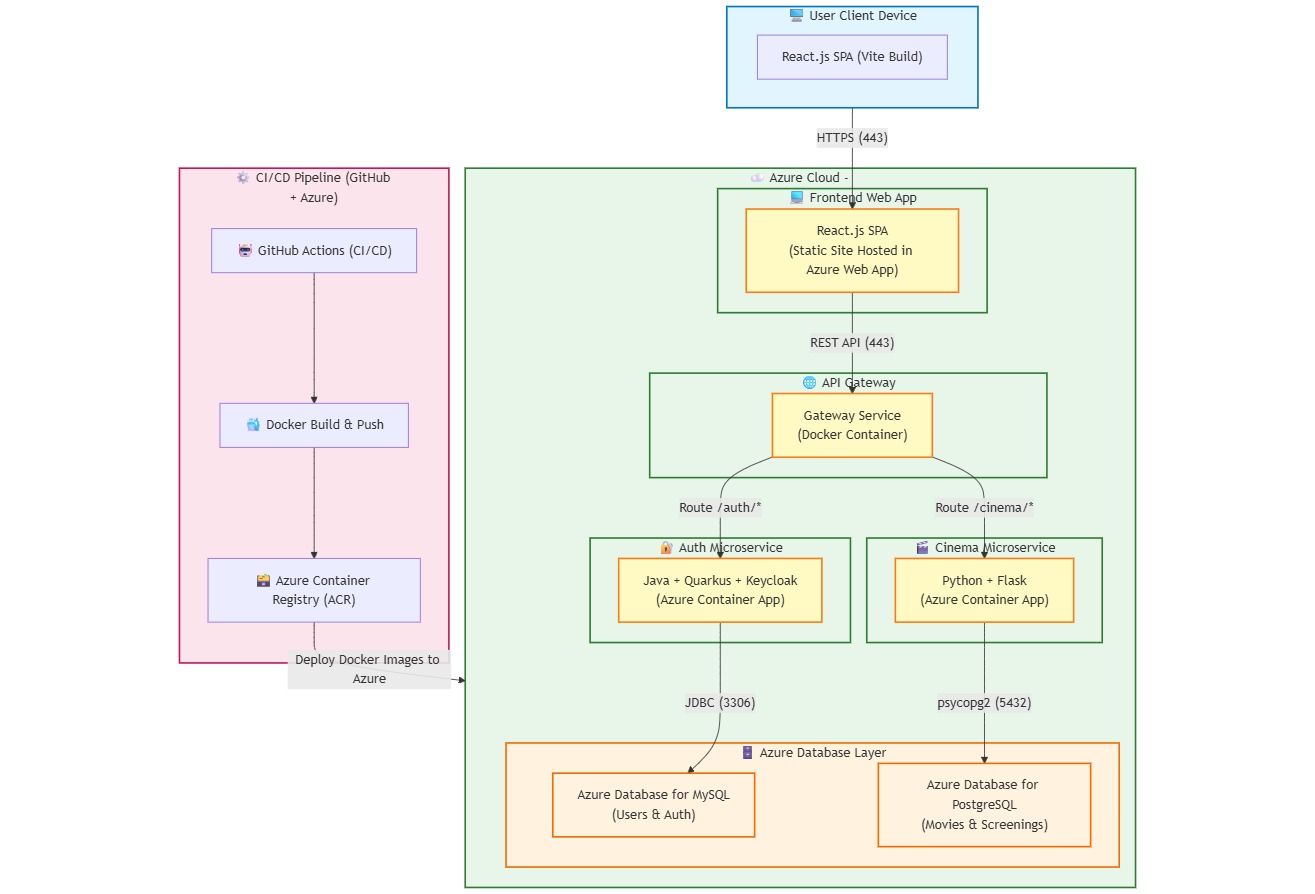 User Client Device
React.js SPA (Vite Build)
HTTPS (443)
CI/CD Pipeline (GitHub
+ Azure)
GitHub Actions (CI/CD)
Docker Build & Push
Azure Container
Registry (ACR)
Deploy Docker Images to
Azure
Azure Cloud -
Frontend Web App
React.js SPA
(Static Site Hosted in
Azure Web App)
REST API (443)
API Gateway
Gateway Service
(Docker Container)
Route /auth/*
Route /cinema/*
Auth Microservice
Java + Quarkus + Keycloak
(Azure Container App)
Cinema Microservice
Python + Flask
(Azure Container App)
JDBC (3306)
psycopg2 (5432)
Azure Database Layer
Azure Database for MySQL
(Users & Auth)
Azure Database for
PostgreSQL
(Movies & Screenings)